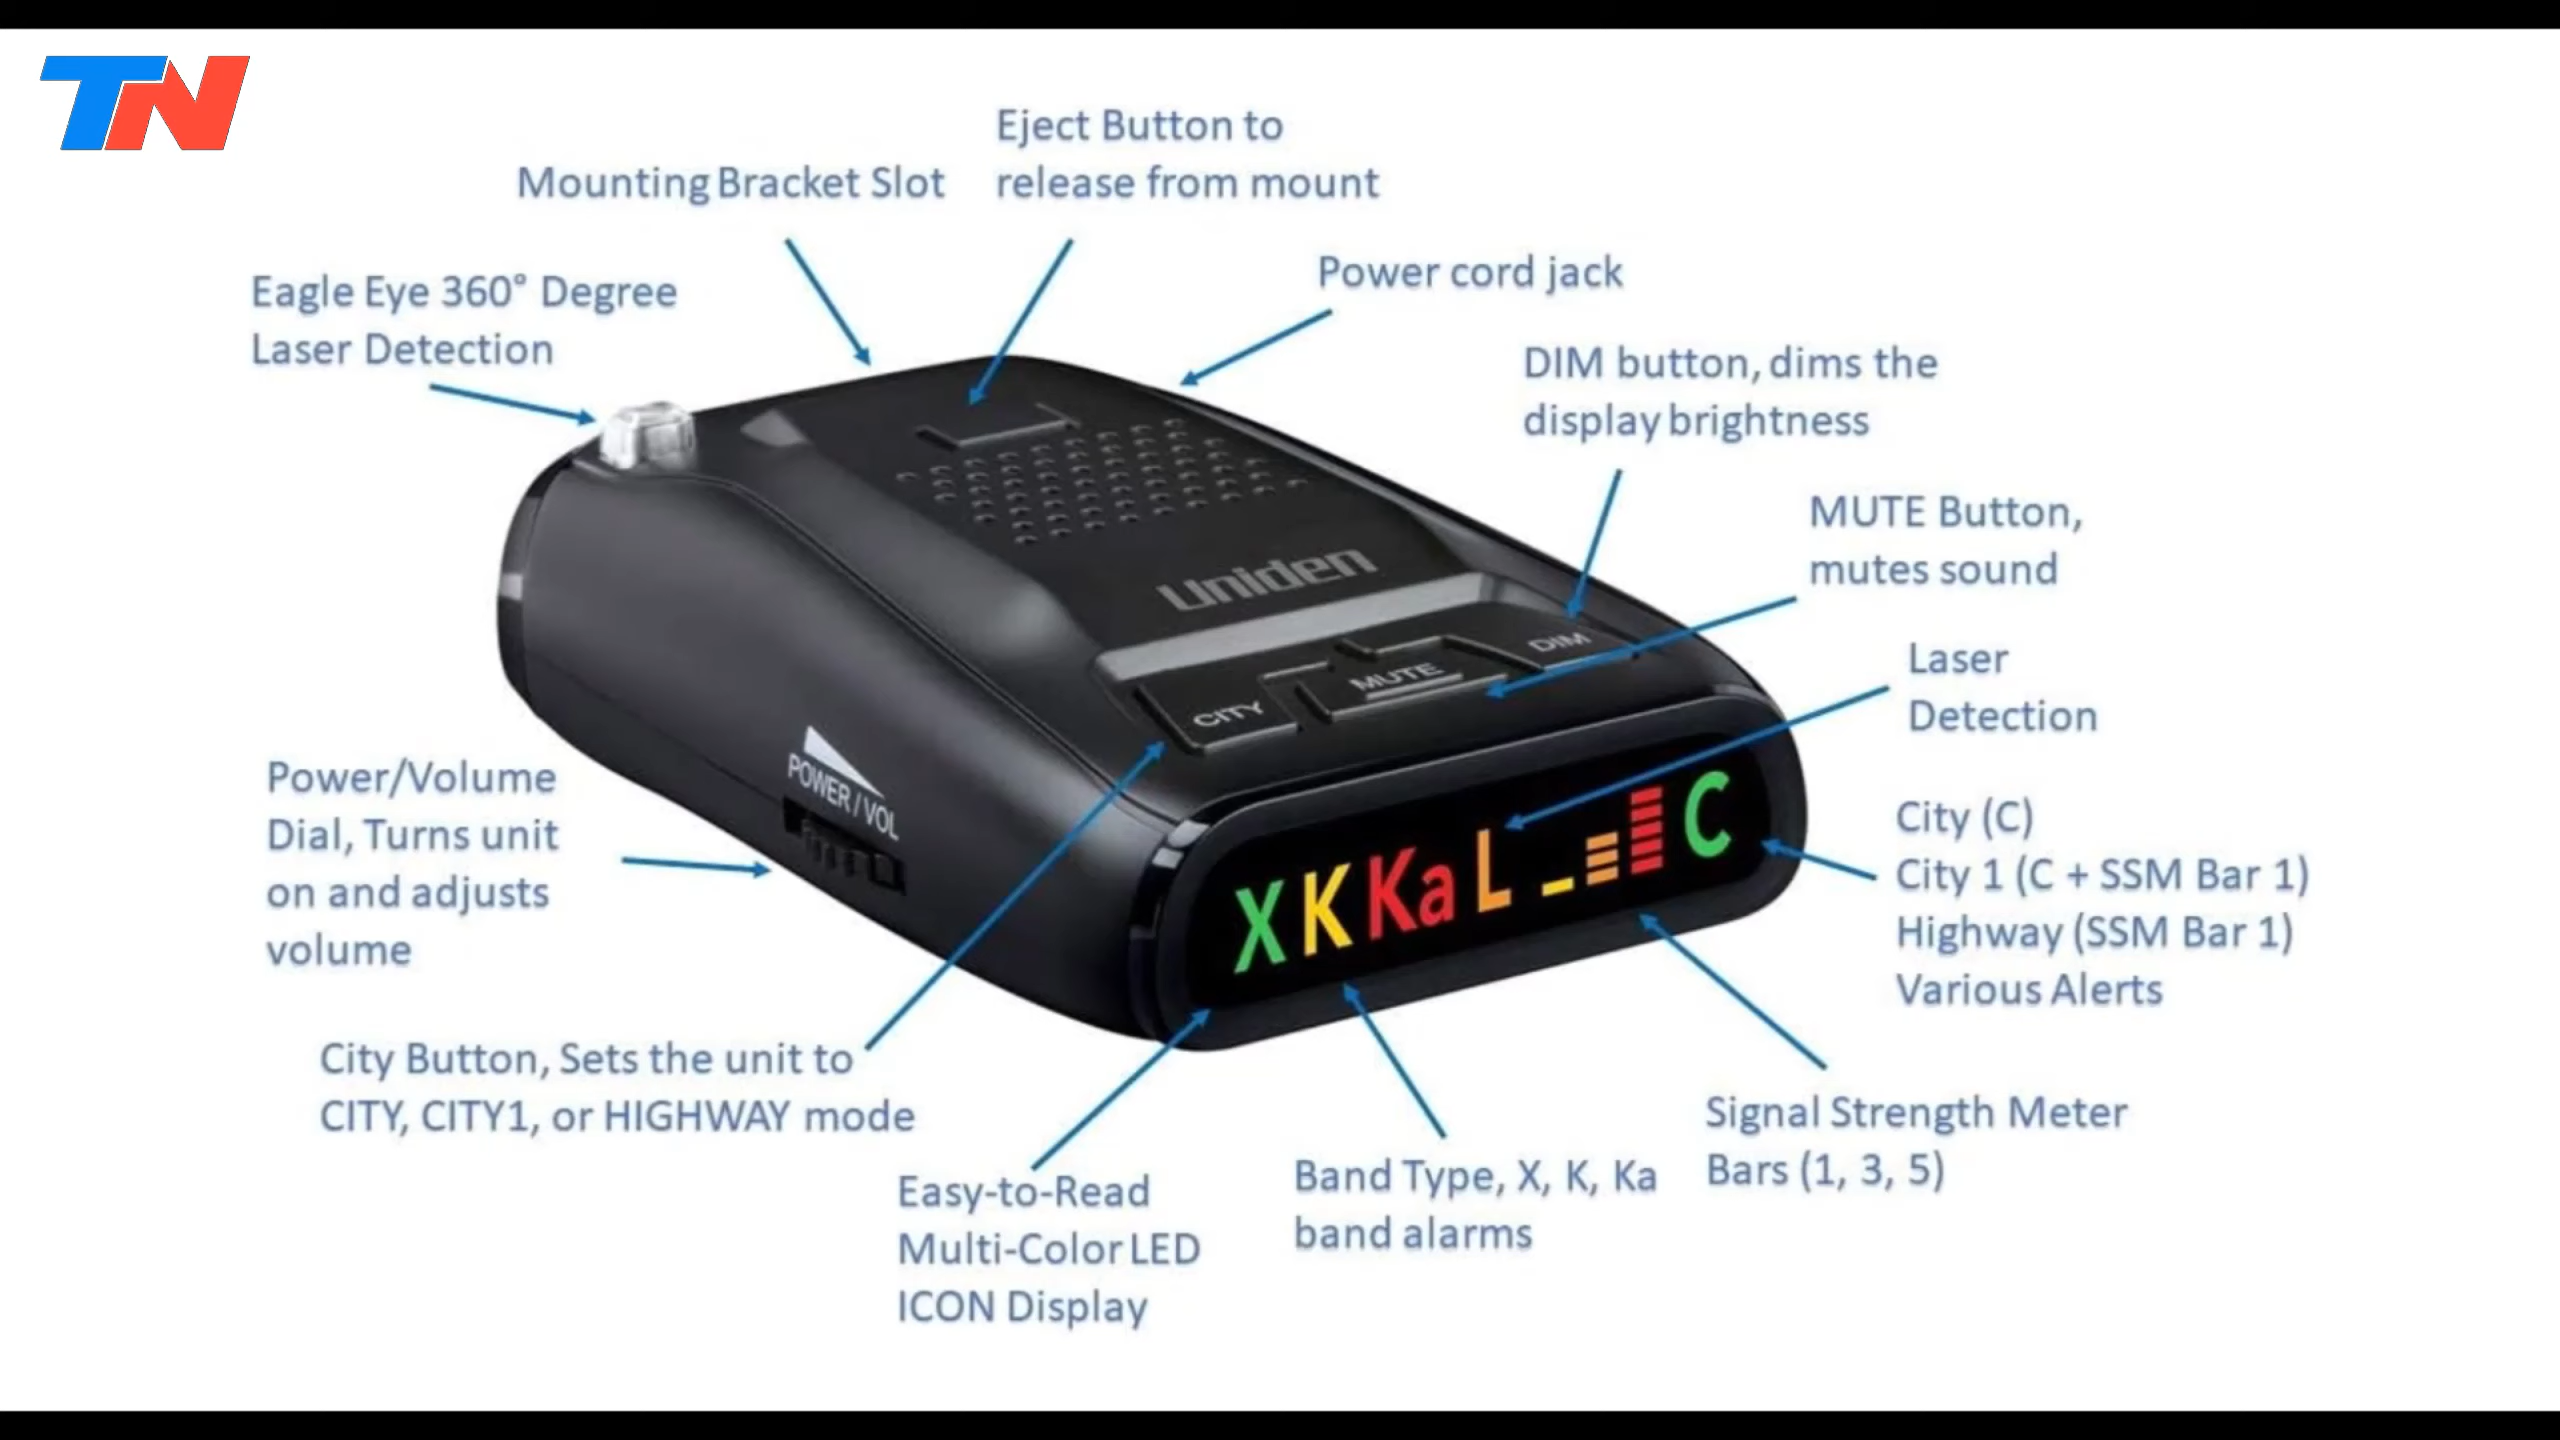 TN
Eject Button to
release from mount
Mounting Bracket Slot
Power cord jack
Eagle Eye 360° Degree
Laser Detection
DIM button, dims the
display brightness
MUTE Button,
mutes sound
uniden
DIM
MUTE
CITY
Laser
Detection
POWER / VOL
Power/Volume
Dial, Turns unit
on and adjusts
volume
X K Ka L C
City (C)
City 1 (C + SSM Bar 1)
Highway (SSM Bar 1)
Various Alerts
City Button, Sets the unit to
CITY, CITY1, or HIGHWAY mode
Signal Strength Meter
Bars (1, 3, 5)
Band Type, X, K, Ka
band alarms
Easy-to-Read
Multi-Color LED
ICON Display